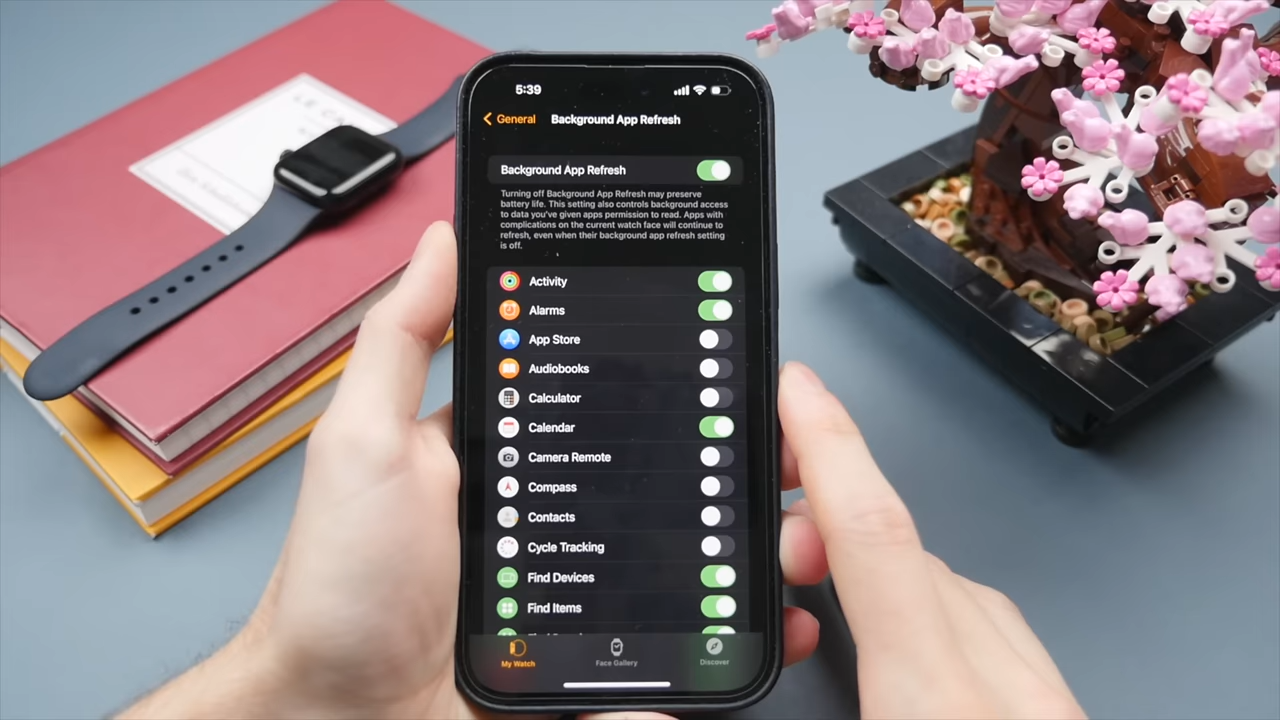 5:39
General
Background App Refresh
Background App Refresh
Turning off Background App Refresh may preserve
battery life. This setting also controls background access
to data you've given apps permission to read. Apps with
complications on the current watch face will continue to
refresh, even when their background app refresh setting
is off.
Activity
Alarms
App Store
Audiobooks
Calculator
Calendar
Camera Remote
Compass
Contacts
Cycle Tracking
Find Devices
Find Items
My Watch
Face Gallery
Discover